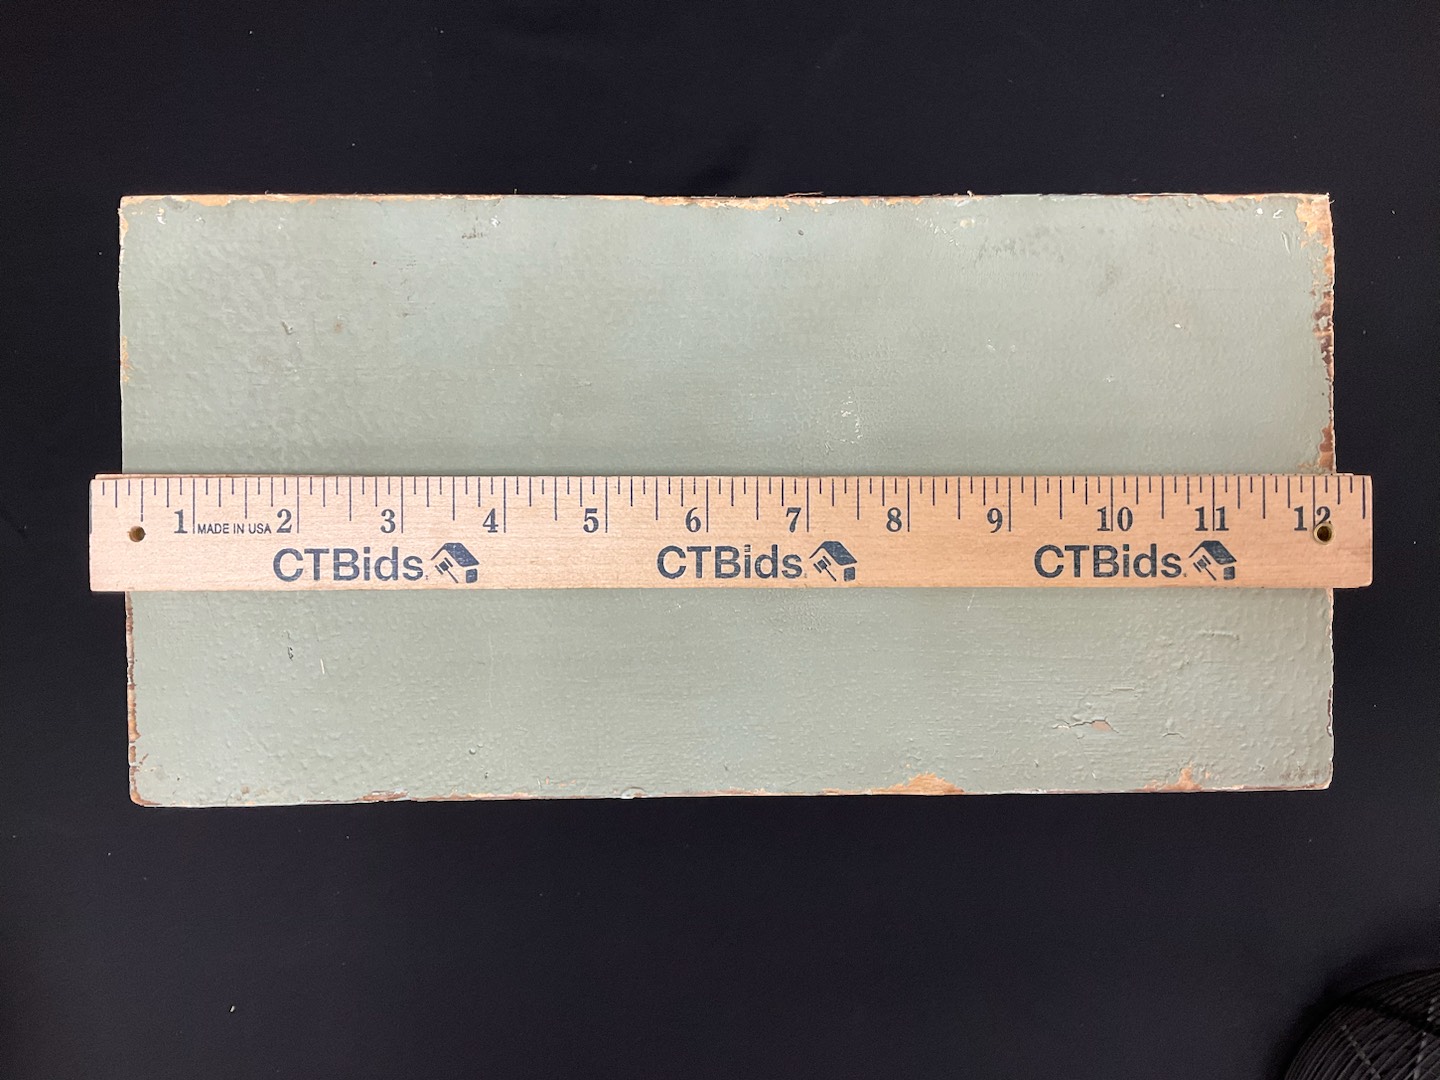 1 MADE IN USA 2 3 4 5 6 7 8 9 10 11 12
CTBids. CTBids CTBids.